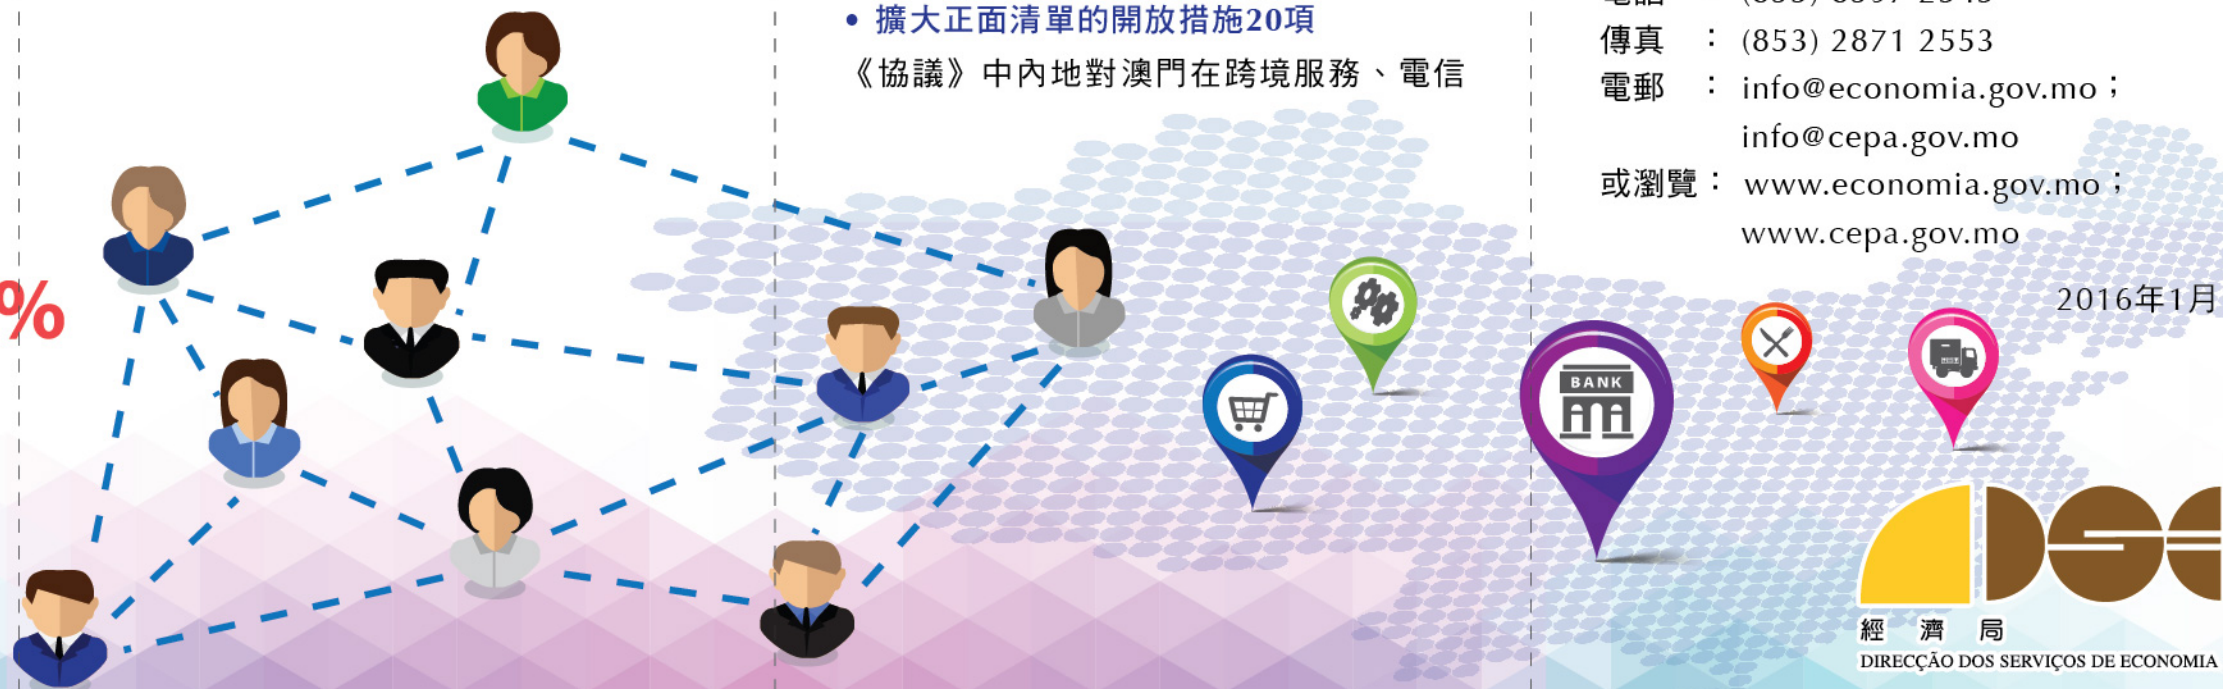 • 擴大正面清單的開放措施20項
《協議》中內地對澳門在跨境服務、電信
傳真 ： (853) 2871 2553
電郵 ： info@economia.gov.mo；
info@cepa.gov.mo
或瀏覽： www.economia.gov.mo；
www.cepa.gov.mo
2016年1月
%
BANK
DSE
經濟局
DIRECÇÃO DOS SERVIÇOS DE ECONOMIA